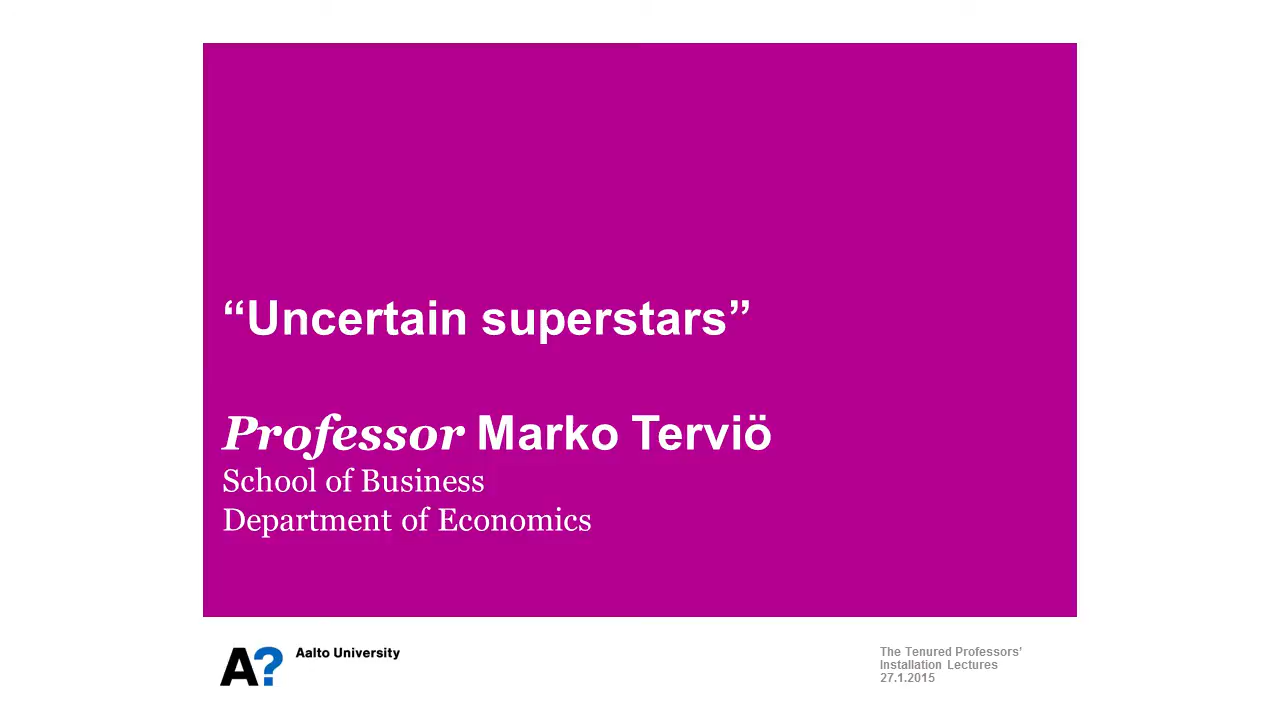 “Uncertain superstars”
Professor Marko Terviö
School of Business
Department of Economics
A?
Aalto University
The Tenured Professors’
Installation Lectures
27.1.2015